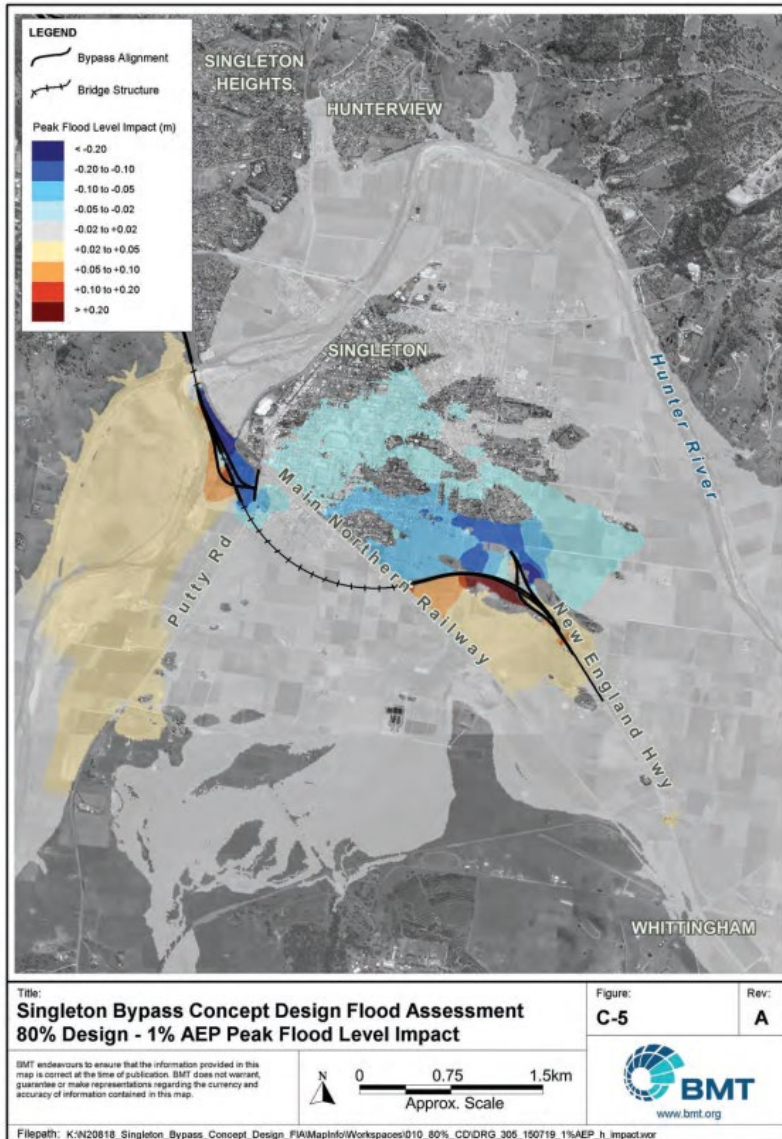 LEGEND
Bypass Alignment
Bridge Structure
Peak Flood Level Impact (m)
< -0.20
-0.20 to -0.10
-0.10 to -0.05
-0.05 to -0.02
-0.02 to +0.02
+0.02 to +0.05
+0.05 to +0.10
+0.10 to +0.20
> +0.20
SINGLETON
HEIGHTS
HUNTERVIEW
SINGLETON
Hunter River
Main Northern Railway
Putty Rd
New England Hwy
WHITTINGHAM
Title:
Singleton Bypass Concept Design Flood Assessment
80% Design - 1% AEP Peak Flood Level Impact
Figure:
C-5
Rev:
A
BMT endeavours to ensure that the information provided in this
map is correct at the time of publication. BMT does not warrant,
guarantee or make representations regarding the currency and
accuracy of information contained in this map.
N
0 0.75 1.5km
Approx. Scale
BMT
www.bmt.org
Filepath: K:\N20818_Singleton_Bypass_Concept_Design_FIA\MapInfo\Workspaces\010_80%_CD\DRG_305_150719_1%AEP_h_impact.wor